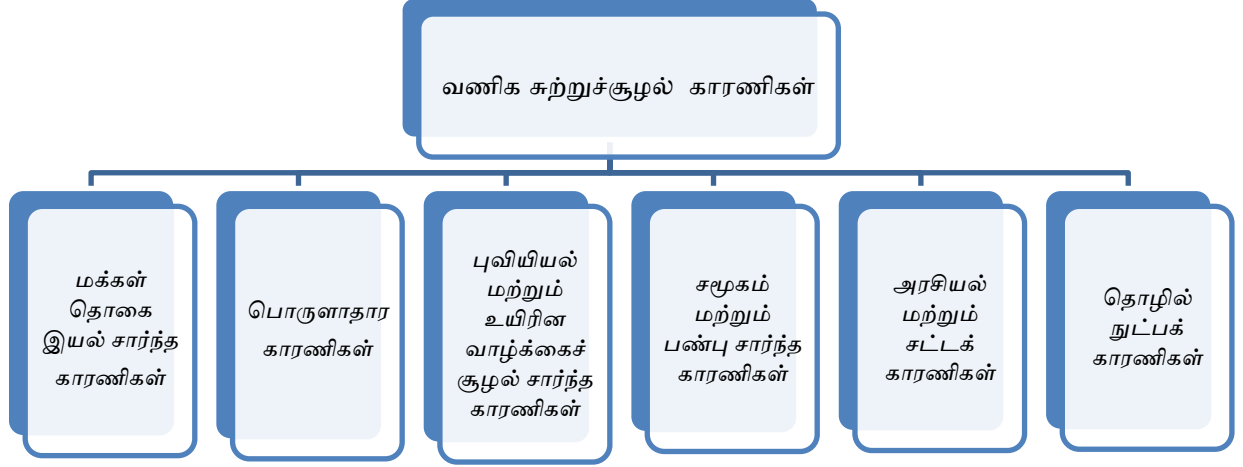 வணிக சுற்றுச்சூழல் காரணிகள்
மக்கள்
தொகை
இயல் சார்ந்த
காரணிகள்
பொருளாதார
காரணிகள்
புவியியல்
மற்றும்
உயிரின
வாழ்க்கைச்
சூழல் சார்ந்த
காரணிகள்
சமூகம்
மற்றும்
பண்பு சார்ந்த
காரணிகள்
அரசியல்
மற்றும்
சட்டக்
காரணிகள்
தொழில்
நுட்பக்
காரணிகள்